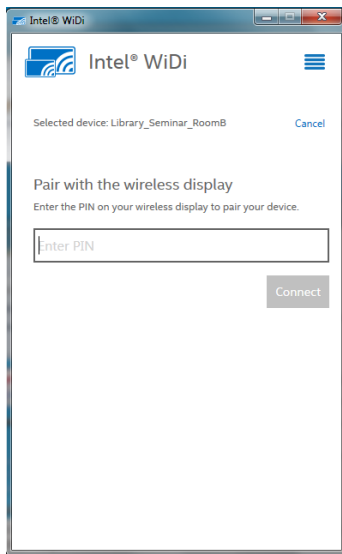 Intel® WiDi
Intel® WiDi
Selected device: Library_Seminar_RoomB Cancel
Pair with the wireless display
Enter the PIN on your wireless display to pair your device.
Enter PIN
Connect